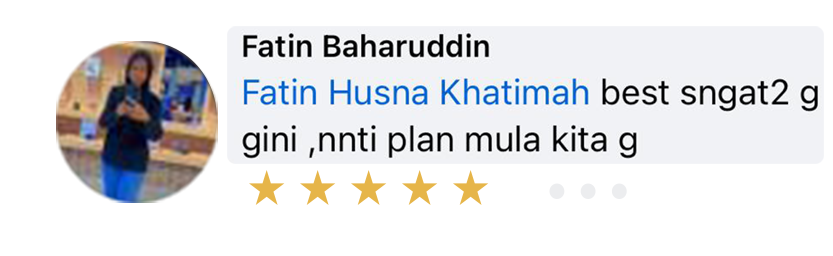 Fatin Baharuddin
Fatin Husna Khatimah best sngat2 g
gini ,nnti plan mula kita g